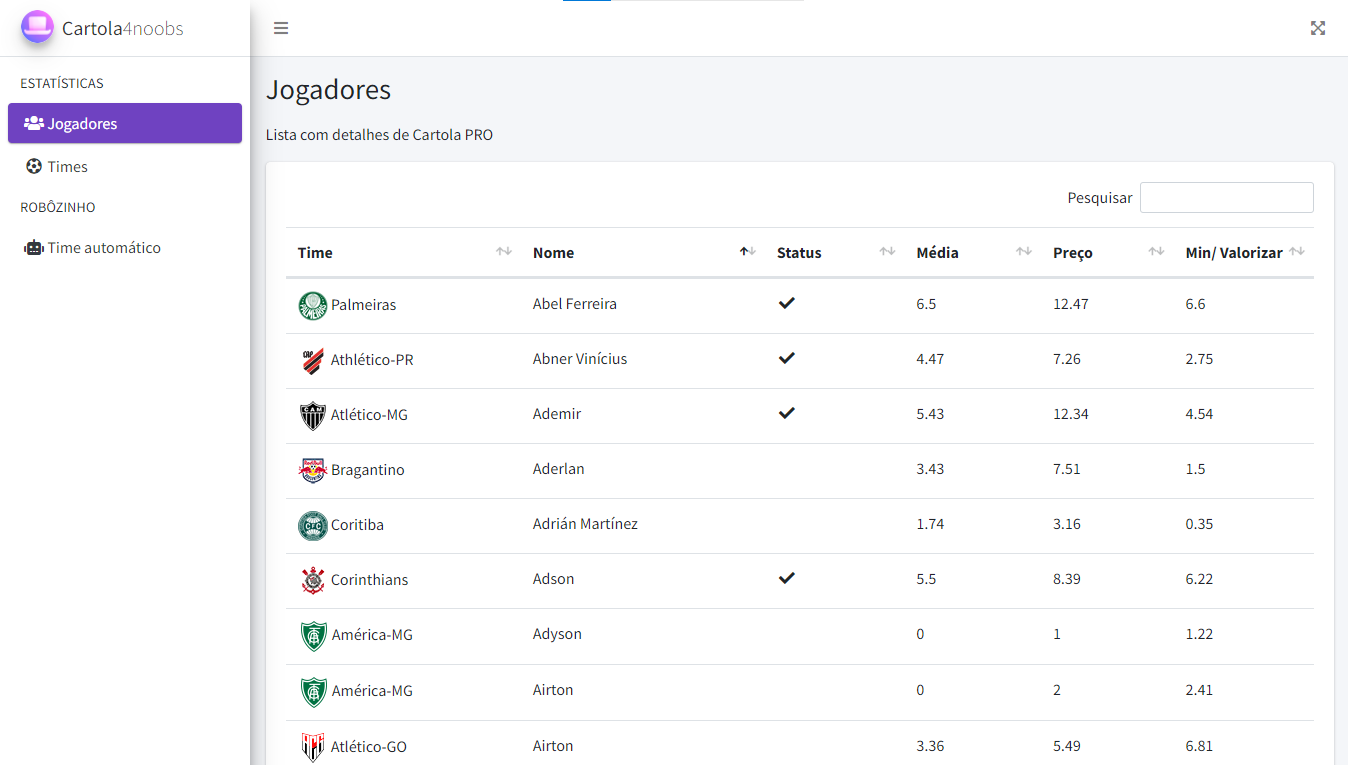 Cartola4noobs
ESTATÍSTICAS
Jogadores
Times
ROBÔZINHO
Time automático
Jogadores
Lista com detalhes de Cartola PRO
Pesquisar
Time Nome Status Média Preço Min/ Valorizar
Palmeiras Abel Ferreira 6.5 12.47 6.6
Athlético-PR Abner Vinícius 4.47 7.26 2.75
Atlético-MG Ademir 5.43 12.34 4.54
Bragantino Aderlan 3.43 7.51 1.5
Coritiba Adrián Martínez 1.74 3.16 0.35
Corinthians Adson 5.5 8.39 6.22
América-MG Adyson 0 1 1.22
América-MG Airton 0 2 2.41
Atlético-GO Airton 3.36 5.49 6.81